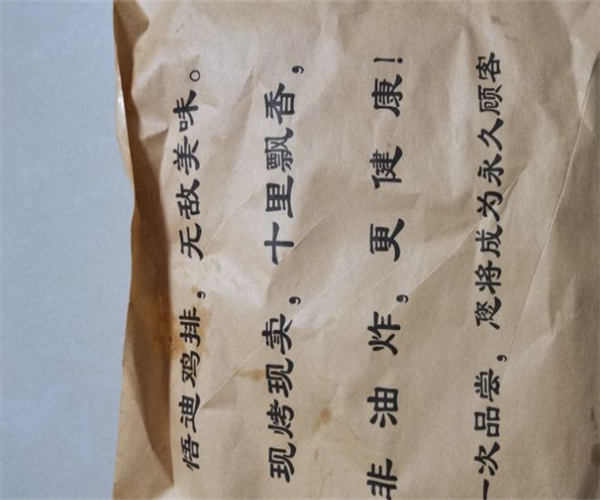 悟迪鸡排，无敌美味。
现烤现卖，十里飘香，
非油炸，更健康！
一次品尝，您将成为永久顾客